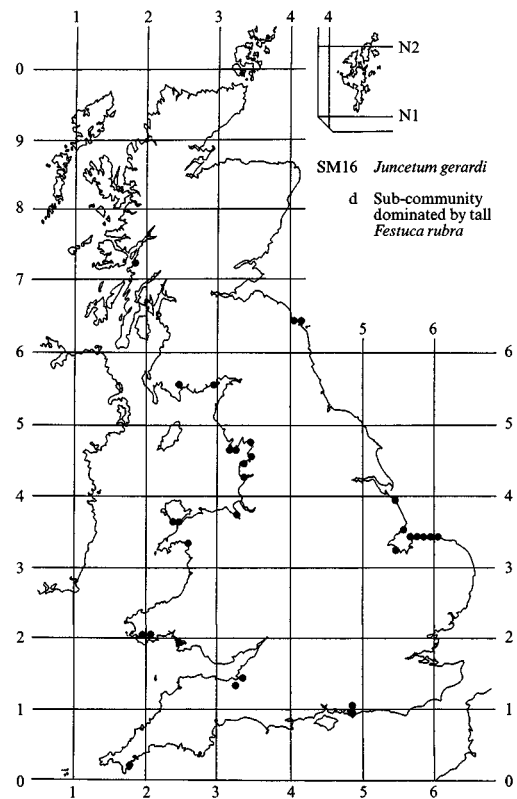 1 2 3 4 4
N2
0
N1
9
SM16 Juncetum gerardi
8
d Sub-community
dominated by tall
Festuca rubra
7
5 6
6 6
5 5
4 4
3 3
2 2
1 1
0 0
1 2 3 4 5 6